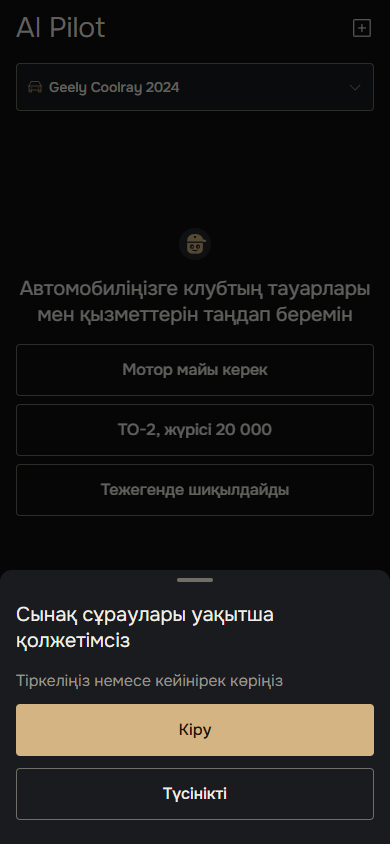 AI Pilot
Geely Coolray 2024
Автомобиліңізге клубтың тауарлары
мен қызметтерін таңдап беремін
Мотор майы керек
ТО-2, жүрісі 20 000
Тежегенде шиқылдайды
Сынақ сұраулары уақытша
қолжетімсіз
Тіркеліңіз немесе кейінірек көріңіз
Кіру
Түсінікті